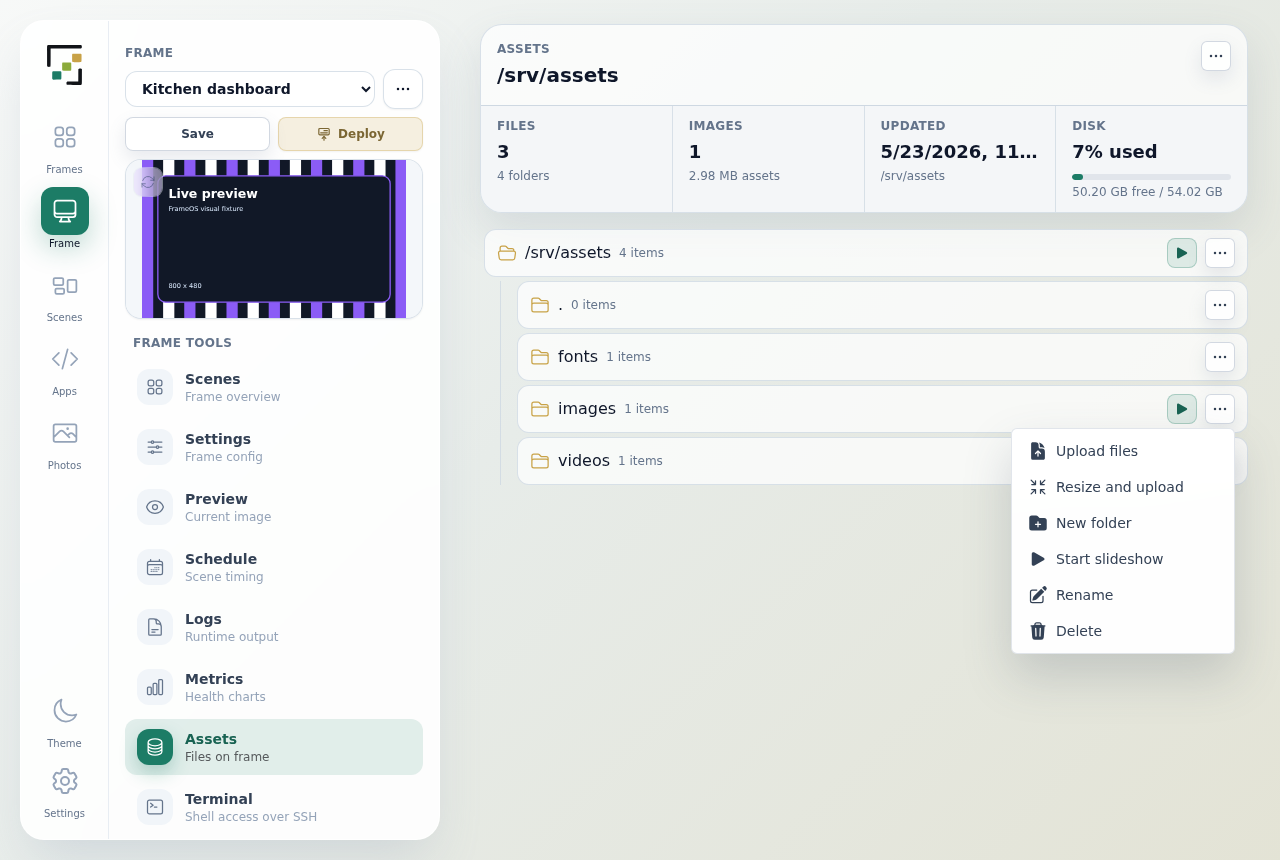 Frames
Frame
Scenes
Apps
Photos
Theme
Settings
FRAME
Kitchen dashboard
Save
Deploy
Live preview
FrameOS visual fixture
800 x 480
FRAME TOOLS
Scenes
Frame overview
Settings
Frame config
Preview
Current image
Schedule
Scene timing
Logs
Runtime output
Metrics
Health charts
Assets
Files on frame
Terminal
Shell access over SSH
ASSETS
/srv/assets
FILES
3
4 folders
IMAGES
1
2.98 MB assets
UPDATED
5/23/2026, 11...
/srv/assets
DISK
7% used
50.20 GB free / 54.02 GB
/srv/assets 4 items
. 0 items
fonts 1 items
images 1 items
videos 1 items
Upload files
Resize and upload
New folder
Start slideshow
Rename
Delete